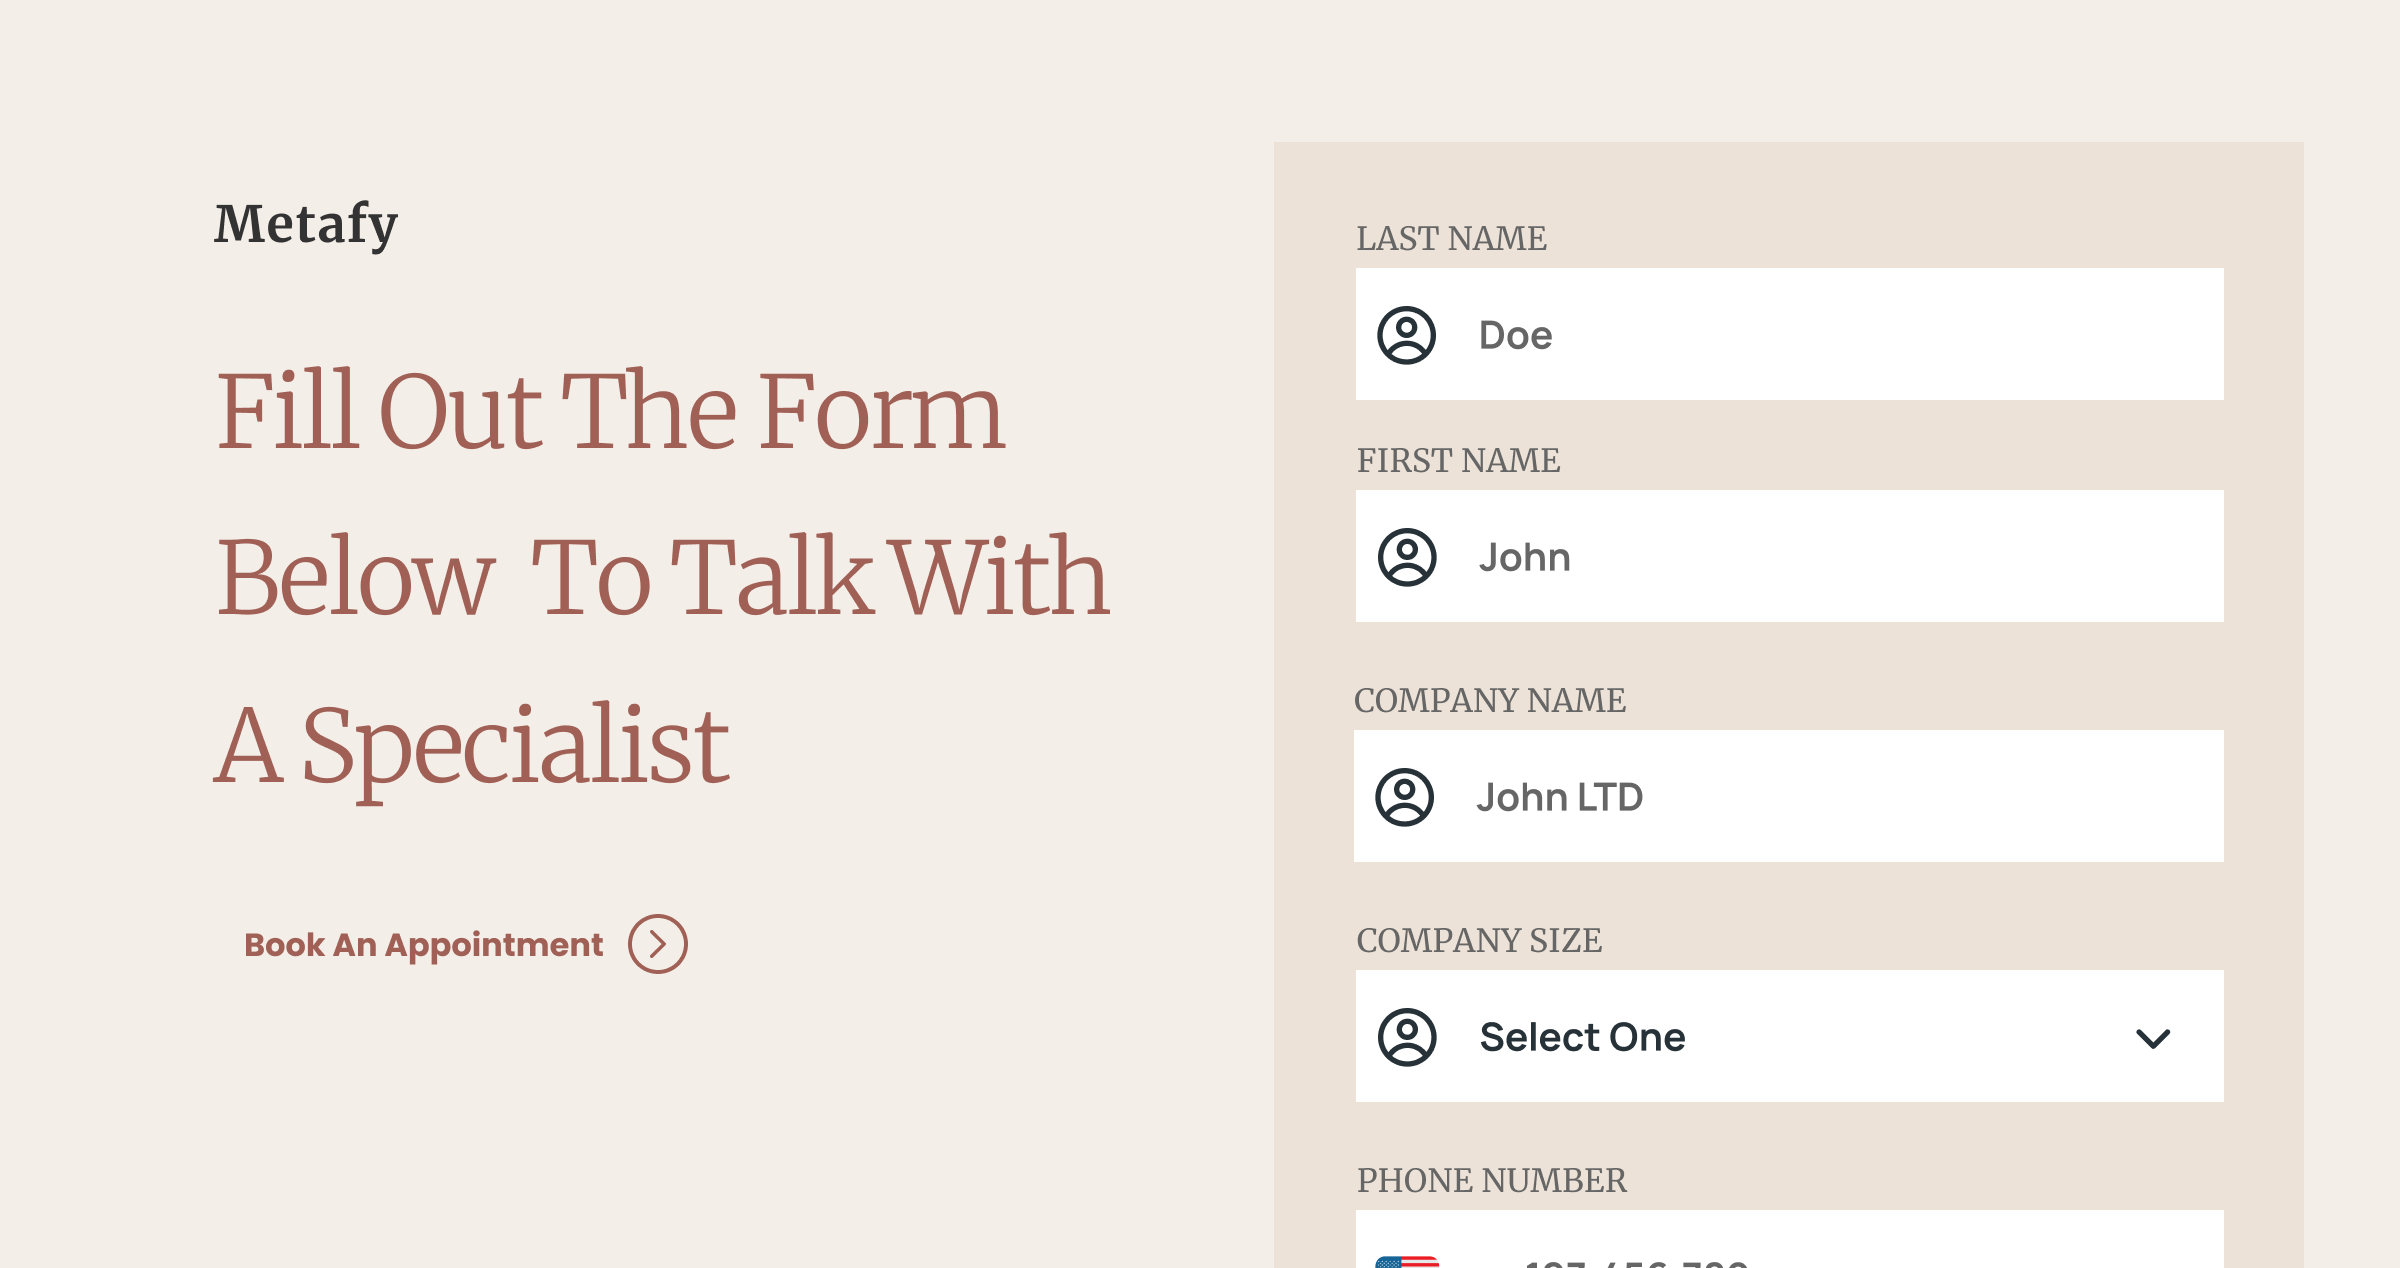 Metafy
Fill Out The Form
Below To Talk With
A Specialist
Book An Appointment
LAST NAME
Doe
FIRST NAME
John
COMPANY NAME
John LTD
COMPANY SIZE
Select One
PHONE NUMBER